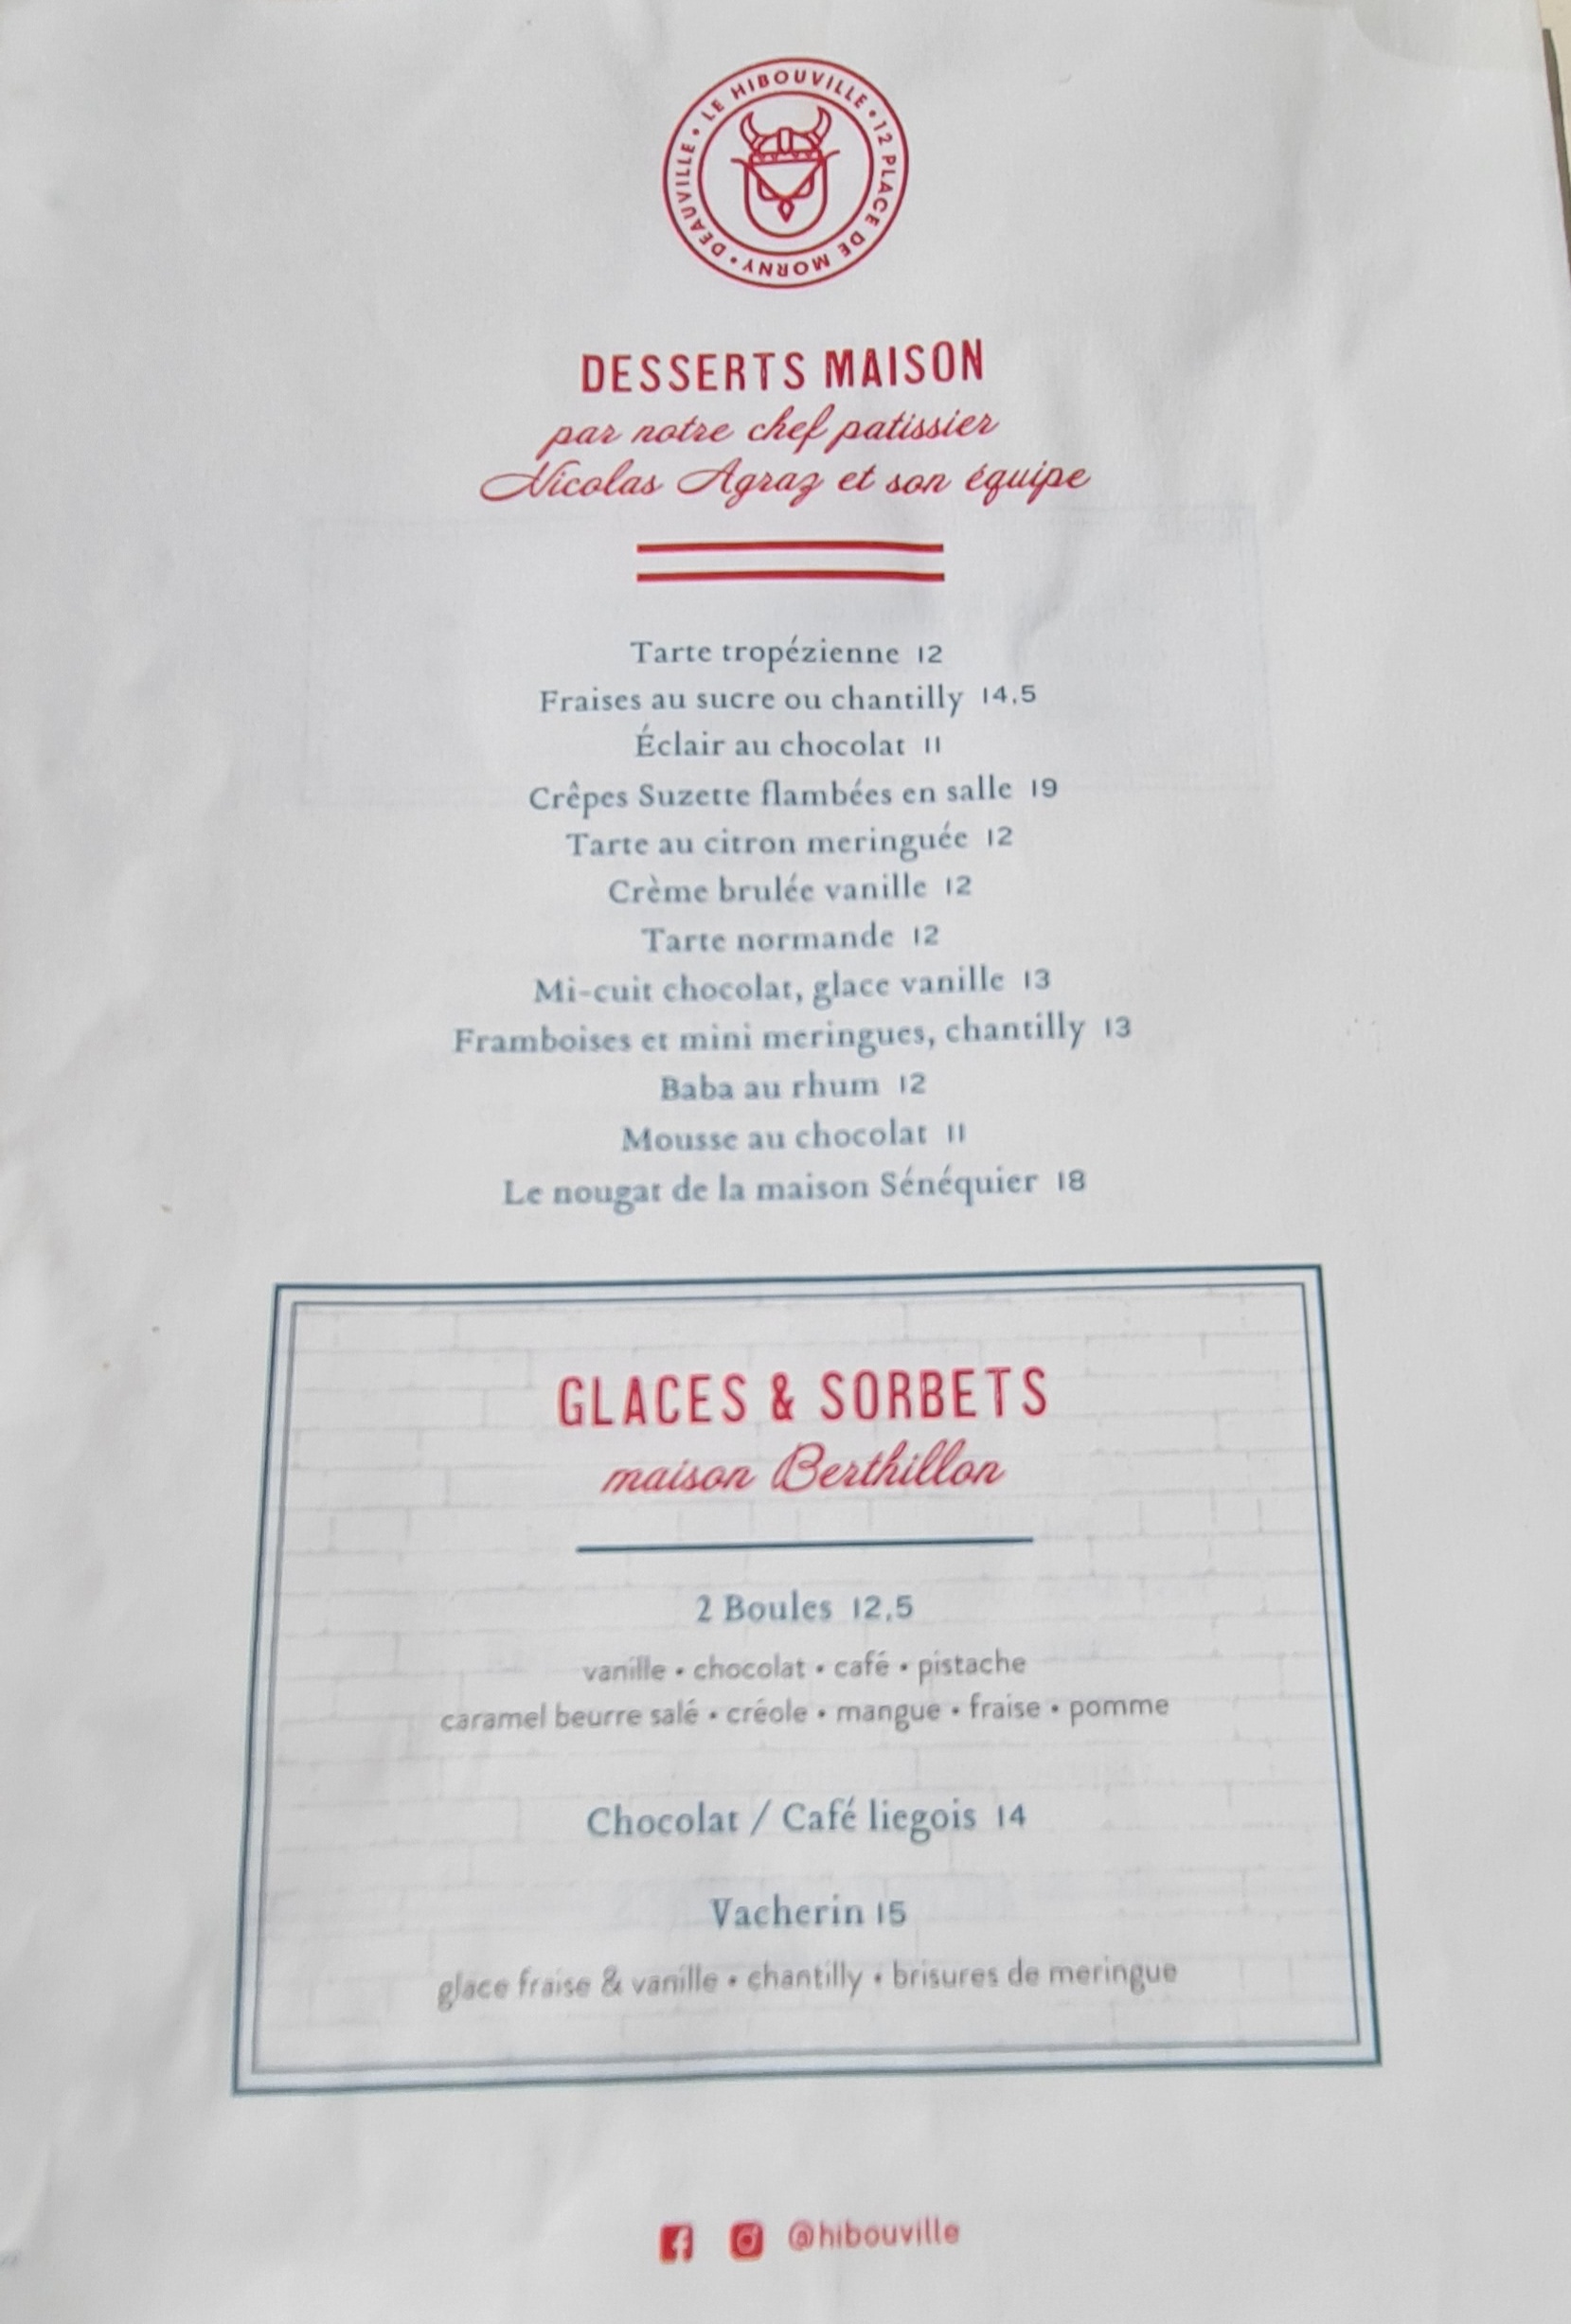 LE HIBOUVILLE • 12 PLACE DE MORNY • DEAUVILLE •
DESSERTS MAISON
par notre chef patissier
Nicolas Agraz et son équipe
Tarte tropézienne 12
Fraises au sucre ou chantilly 14,5
Éclair au chocolat 11
Crêpes Suzette flambées en salle 19
Tarte au citron meringuée 12
Crème brulée vanille 12
Tarte normande 12
Mi-cuit chocolat, glace vanille 13
Framboises et mini meringues, chantilly 13
Baba au rhum 12
Mousse au chocolat 11
Le nougat de la maison Sénéquier 18
GLACES & SORBETS
maison Berthillon
2 Boules 12,5
vanille • chocolat • café • pistache
caramel beurre salé • créole • mangue • fraise • pomme
Chocolat / Café liegois 14
Vacherin 15
glace fraise & vanille • chantilly • brisures de meringue
@hibouville